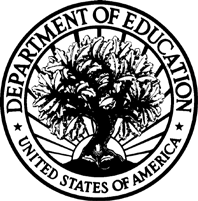 DEPARTMENT OF EDUCATION
★ UNITED STATES OF AMERICA ★